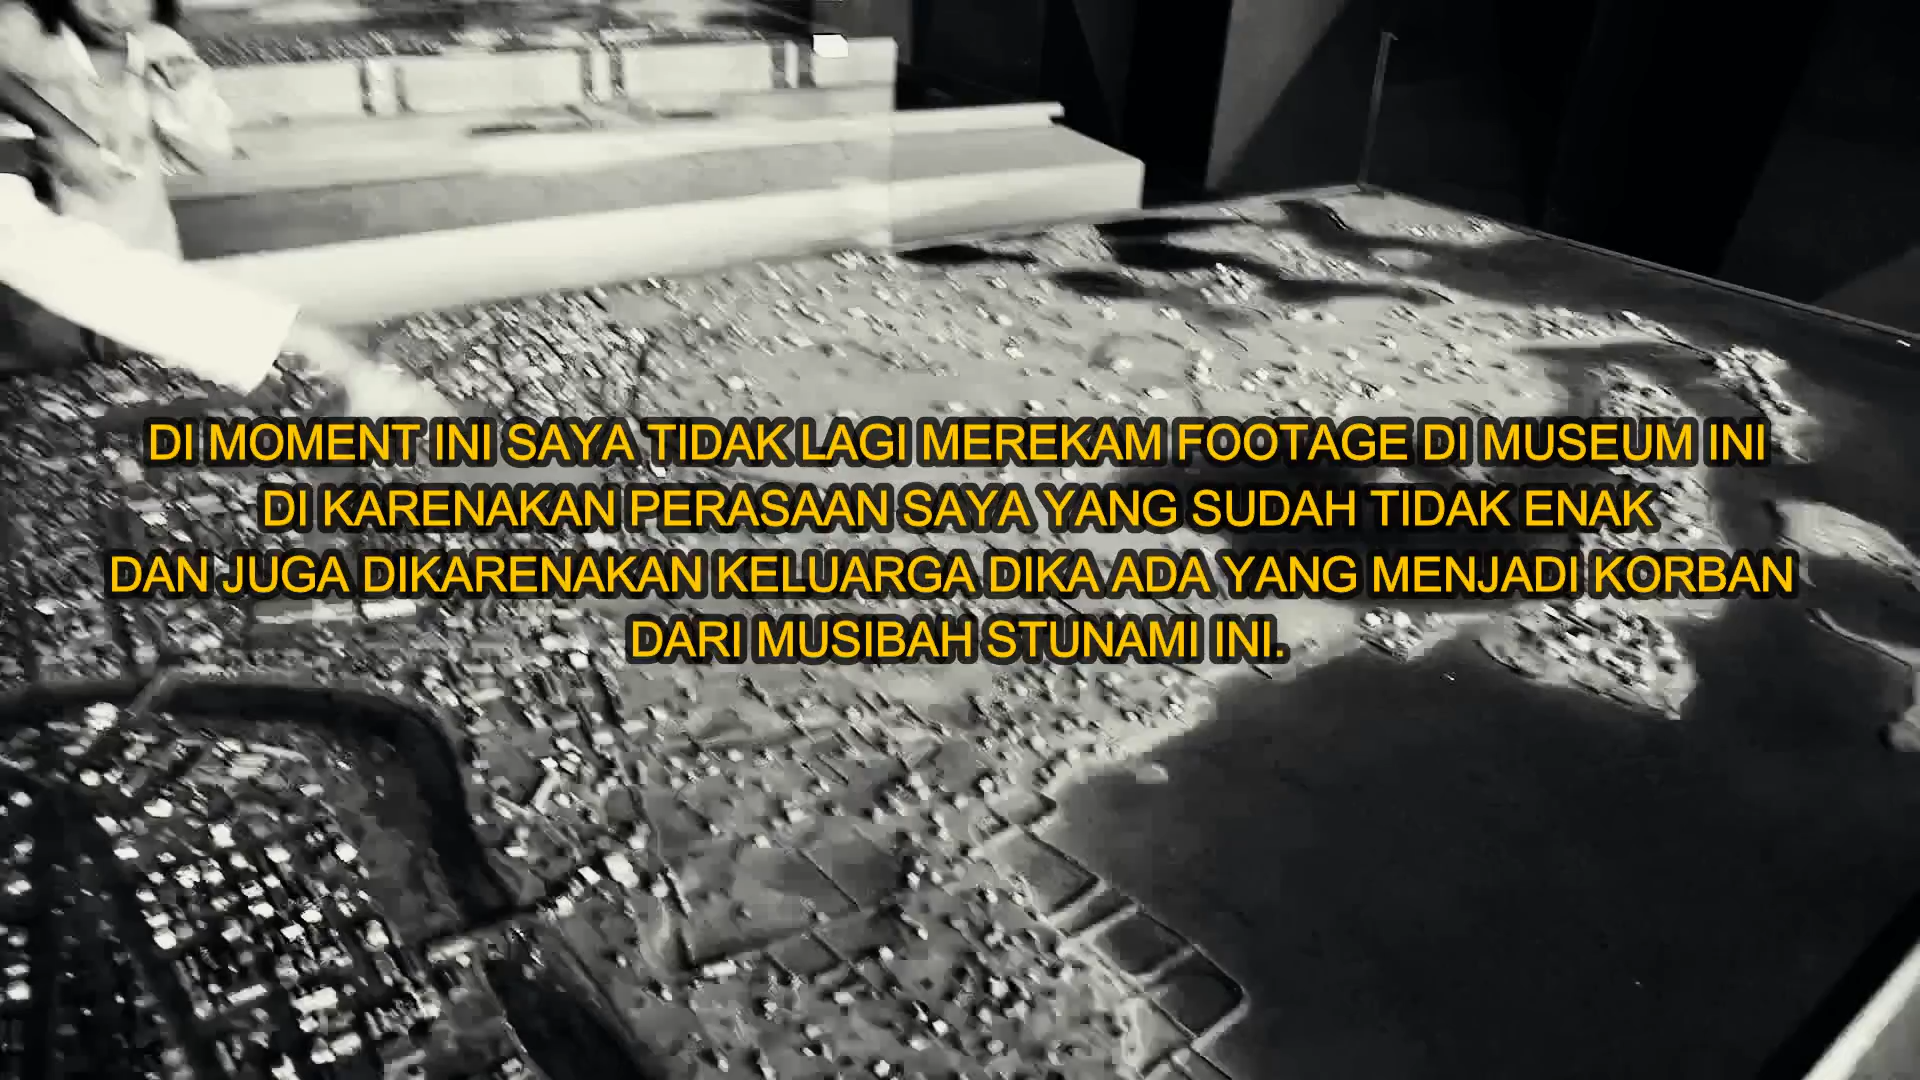 DI MOMENT INI SAYA TIDAK LAGI MEREKAM FOOTAGE DI MUSEUM INI
DI KARENAKAN PERASAAN SAYA YANG SUDAH TIDAK ENAK
DAN JUGA DIKARENAKAN KELUARGA DIKA ADA YANG MENJADI KORBAN
DARI MUSIBAH STUNAMI INI.